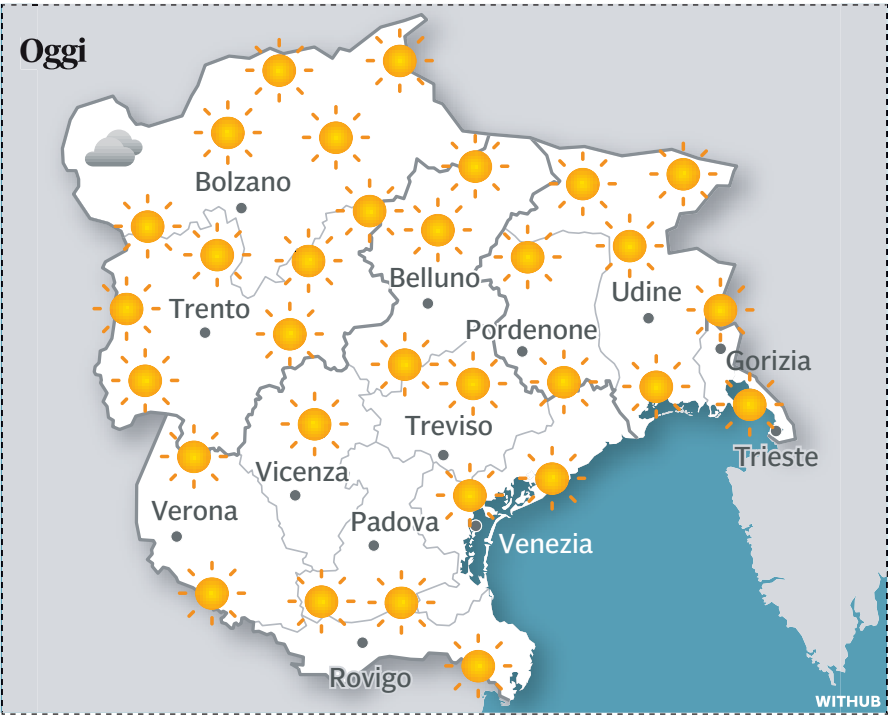 Oggi
Bolzano
Belluno
Trento
Udine
Pordenone
Gorizia
Treviso
Trieste
Vicenza
Verona
Padova
Venezia
Rovigo
WITHUB